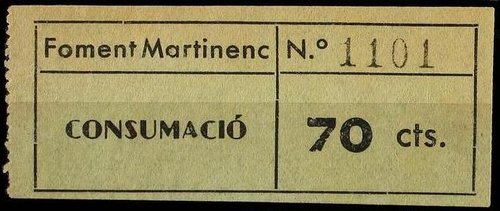 Foment Martinenc N.º 1101
CONSUMACIÓ 70 cts.